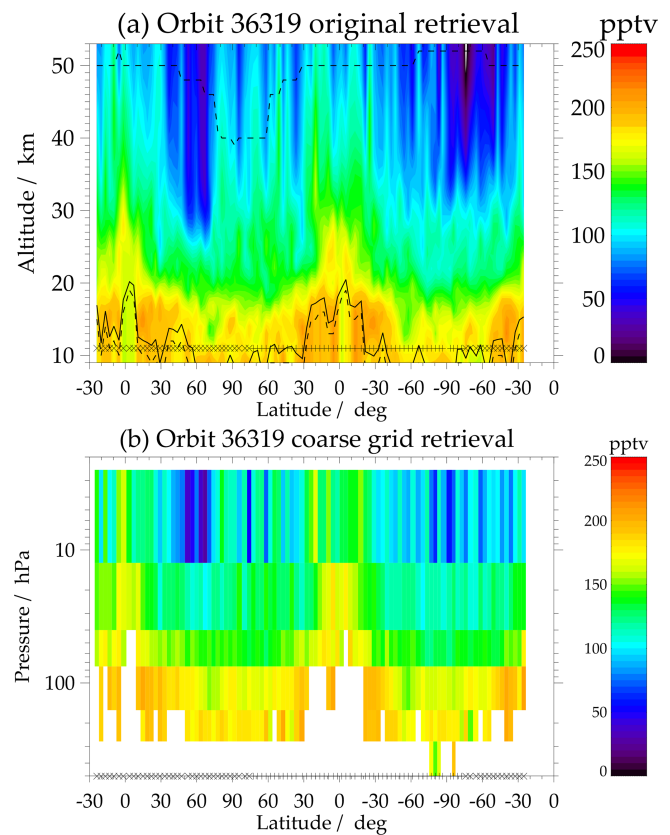 (a) Orbit 36319 original retrieval
pptv
50
40
30
20
10
Altitude / km
250
200
150
100
50
0
-30 0 30 60 90 60 30 0 -30 -60 -90 -60 -30 0
Latitude / deg
(b) Orbit 36319 coarse grid retrieval
pptv
10
100
Pressure / hPa
250
200
150
100
50
0
-30 0 30 60 90 60 30 0 -30 -60 -90 -60 -30 0
Latitude / deg